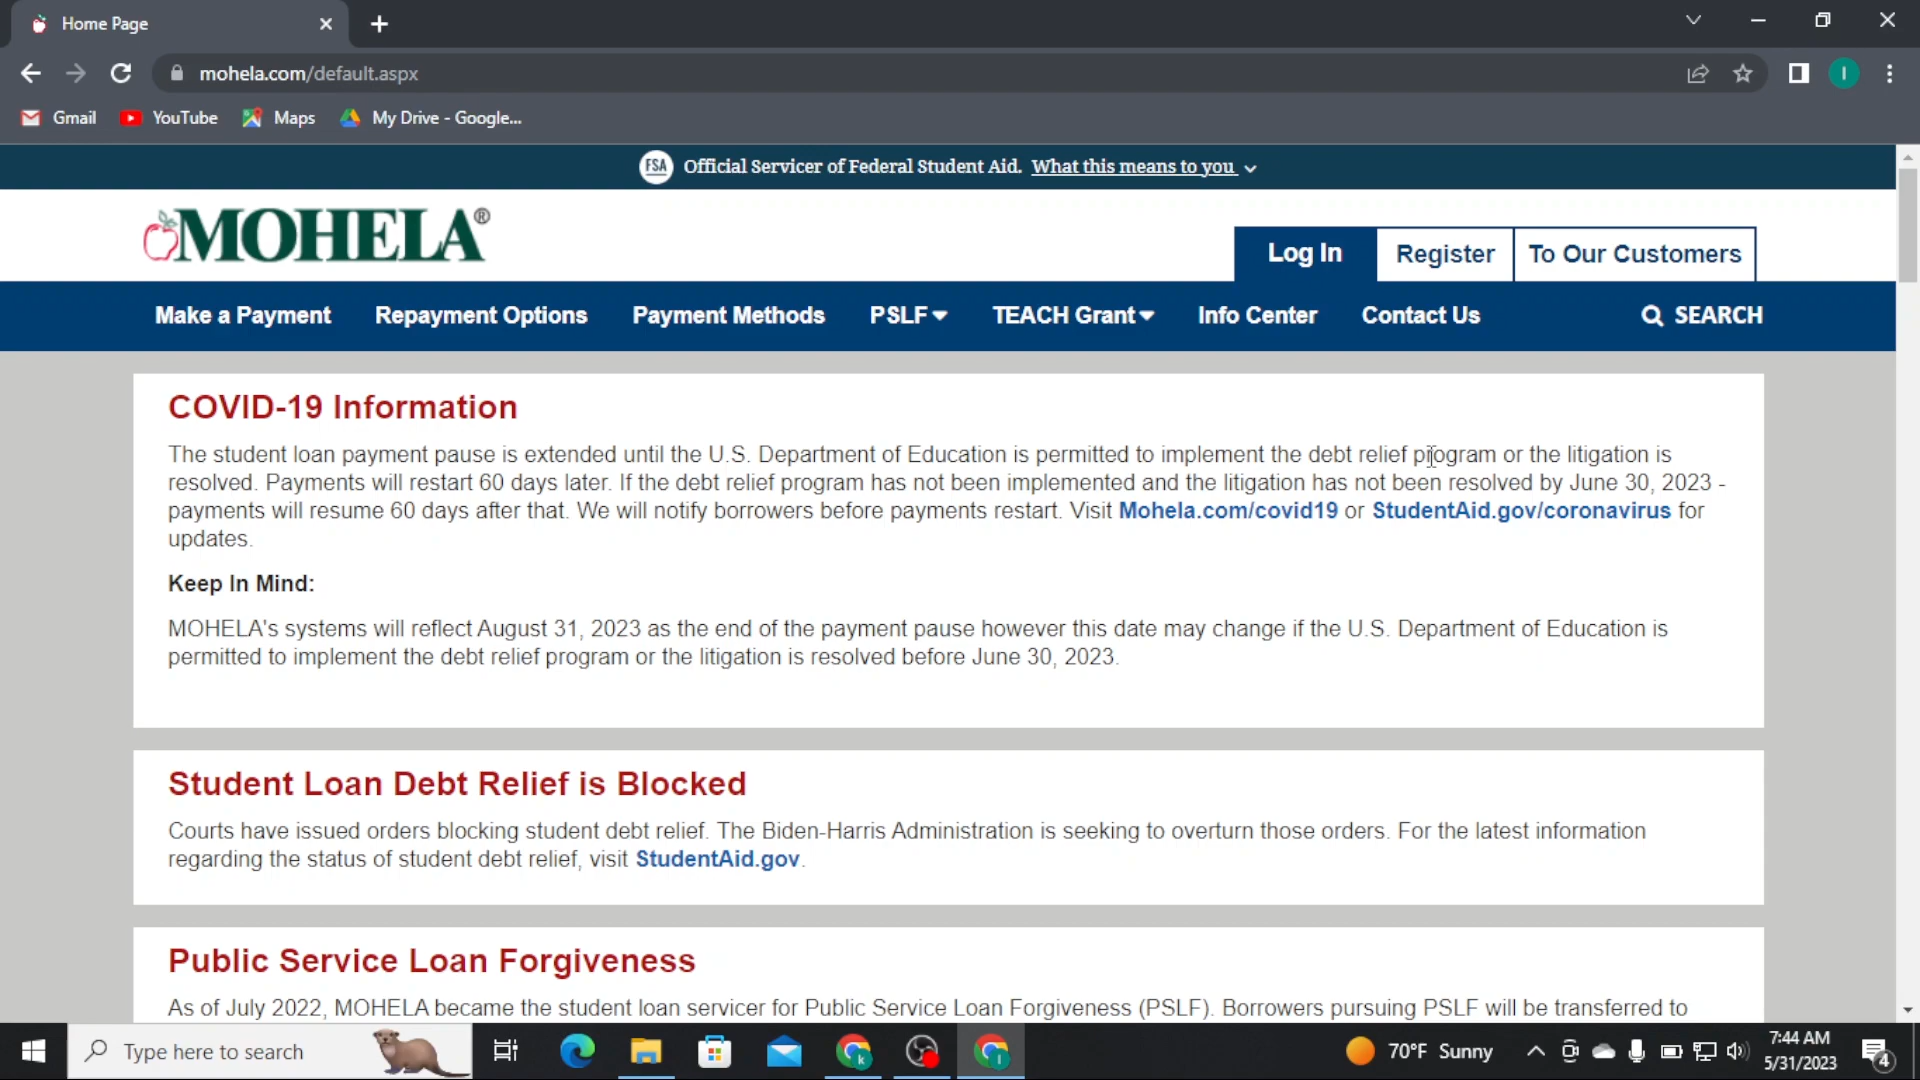 Home Page
mohela.com/default.aspx
I
Gmail YouTube Maps My Drive - Google...
FSA Official Servicer of Federal Student Aid. What this means to you
MOHELA®
Log In Register To Our Customers
Make a Payment Repayment Options Payment Methods PSLF TEACH Grant Info Center Contact Us SEARCH
COVID-19 Information
The student loan payment pause is extended until the U.S. Department of Education is permitted to implement the debt relief program or the litigation is
resolved. Payments will restart 60 days later. If the debt relief program has not been implemented and the litigation has not been resolved by June 30, 2023 -
payments will resume 60 days after that. We will notify borrowers before payments restart. Visit Mohela.com/covid19 or StudentAid.gov/coronavirus for
updates.
Keep In Mind:
MOHELA's systems will reflect August 31, 2023 as the end of the payment pause however this date may change if the U.S. Department of Education is
permitted to implement the debt relief program or the litigation is resolved before June 30, 2023.
Student Loan Debt Relief is Blocked
Courts have issued orders blocking student debt relief. The Biden-Harris Administration is seeking to overturn those orders. For the latest information
regarding the status of student debt relief, visit StudentAid.gov.
Public Service Loan Forgiveness
As of July 2022, MOHELA became the student loan servicer for Public Service Loan Forgiveness (PSLF). Borrowers pursuing PSLF will be transferred to
Type here to search
k
I
70°F Sunny
7:44 AM
5/31/2023
4